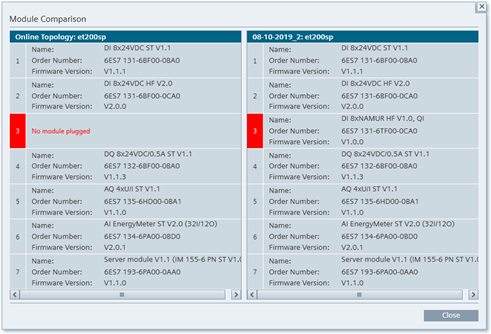 Module Comparison
Online Topology: et200sp
1
Name: DI 8x24VDC ST V1.1
Order Number: 6ES7 131-6BF00-0BA0
Firmware Version: V1.1.1
2
Name: DI 8x24VDC HF V2.0
Order Number: 6ES7 131-6BF00-0CA0
Firmware Version: V2.0.0
3
No module plugged
4
Name: DQ 8x24VDC/0.5A ST V1.1
Order Number: 6ES7 132-6BF00-0BA0
Firmware Version: V1.1.3
5
Name: AQ 4xU/I ST V1.1
Order Number: 6ES7 135-6HD00-0BA1
Firmware Version: V1.1.0
6
Name: AI EnergyMeter ST V2.0 (32I/12O)
Order Number: 6ES7 134-6PA00-0BD0
Firmware Version: V2.0.1
7
Name: Server module V1.1 (IM 155-6 PN ST V1.0
Order Number: 6ES7 193-6PA00-0AA0
Firmware Version: V1.1.0
08-10-2019_2: et200sp
1
Name: DI 8x24VDC ST V1.1
Order Number: 6ES7 131-6BF00-0BA0
Firmware Version: V1.1.1
2
Name: DI 8x24VDC HF V2.0
Order Number: 6ES7 131-6BF00-0CA0
Firmware Version: V2.0.0
3
Name: DI 8xNAMUR HF V1.0, QI
Order Number: 6ES7 131-6TF00-0CA0
Firmware Version: V1.0.0
4
Name: DQ 8x24VDC/0.5A ST V1.1
Order Number: 6ES7 132-6BF00-0BA0
Firmware Version: V1.1.3
5
Name: AQ 4xU/I ST V1.1
Order Number: 6ES7 135-6HD00-0BA1
Firmware Version: V1.1.0
6
Name: AI EnergyMeter ST V2.0 (32I/12O)
Order Number: 6ES7 134-6PA00-0BD0
Firmware Version: V2.0.1
7
Name: Server module V1.1 (IM 155-6 PN ST V1.0
Order Number: 6ES7 193-6PA00-0AA0
Firmware Version: V1.1.0
Close